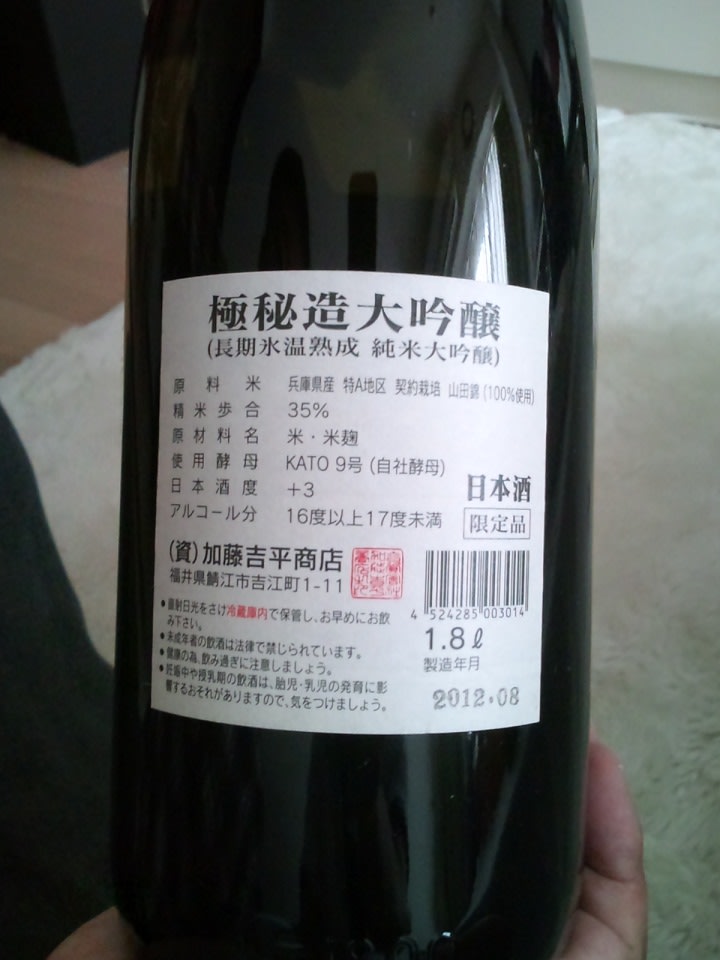 極秘造大吟醸
(長期氷温熟成 純米大吟醸)
原料米 兵庫県産 特A地区 契約栽培 山田錦(100%使用)
精米歩合 35%
原材料名 米・米麹
使用酵母 KATO 9号 (自社酵母)
日本酒度 +3
アルコール分 16度以上17度未満
日本酒
限定品
(資)加藤吉平商店
福井県鯖江市吉江町1-11
●直射日光をさけ冷蔵庫内で保管し、お早めにお飲
み下さい。
●未成年者の飲酒は法律で禁じられています。
●健康の為、飲み過ぎに注意しましょう。
●妊娠中や授乳期の飲酒は、胎児・乳児の発育に影
響するおそれがありますので、気をつけましょう。
4 524285 003014
1.8ℓ
製造年月
2012.08